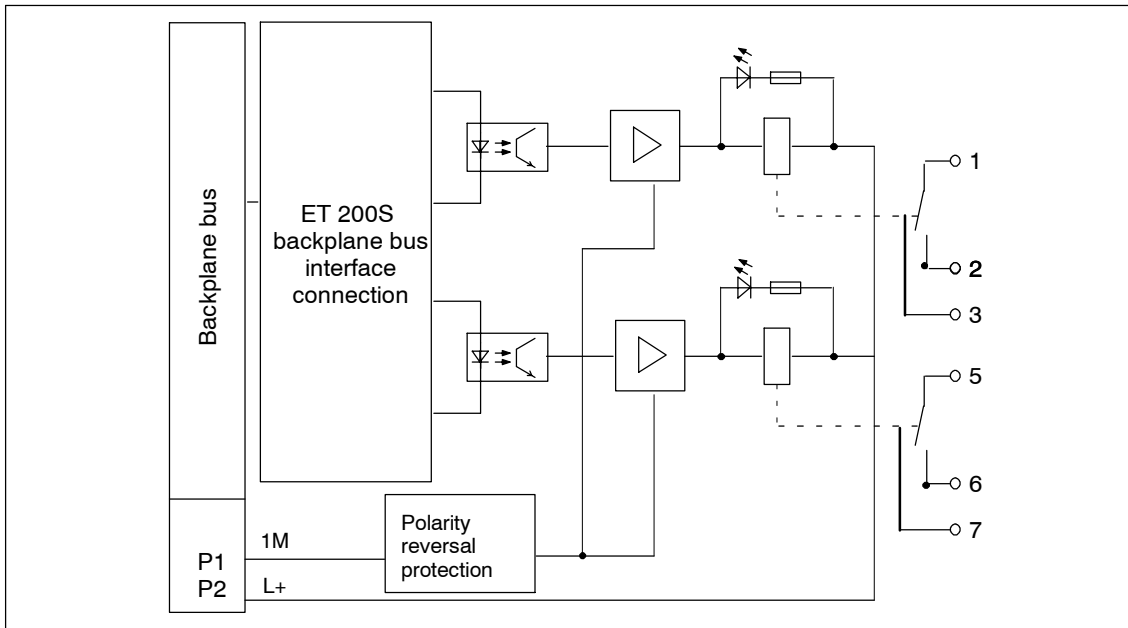 Backplane bus
ET 200S
backplane bus
interface
connection
1
2
3
5
6
7
Polarity
reversal
protection
1M
P1
P2
L+